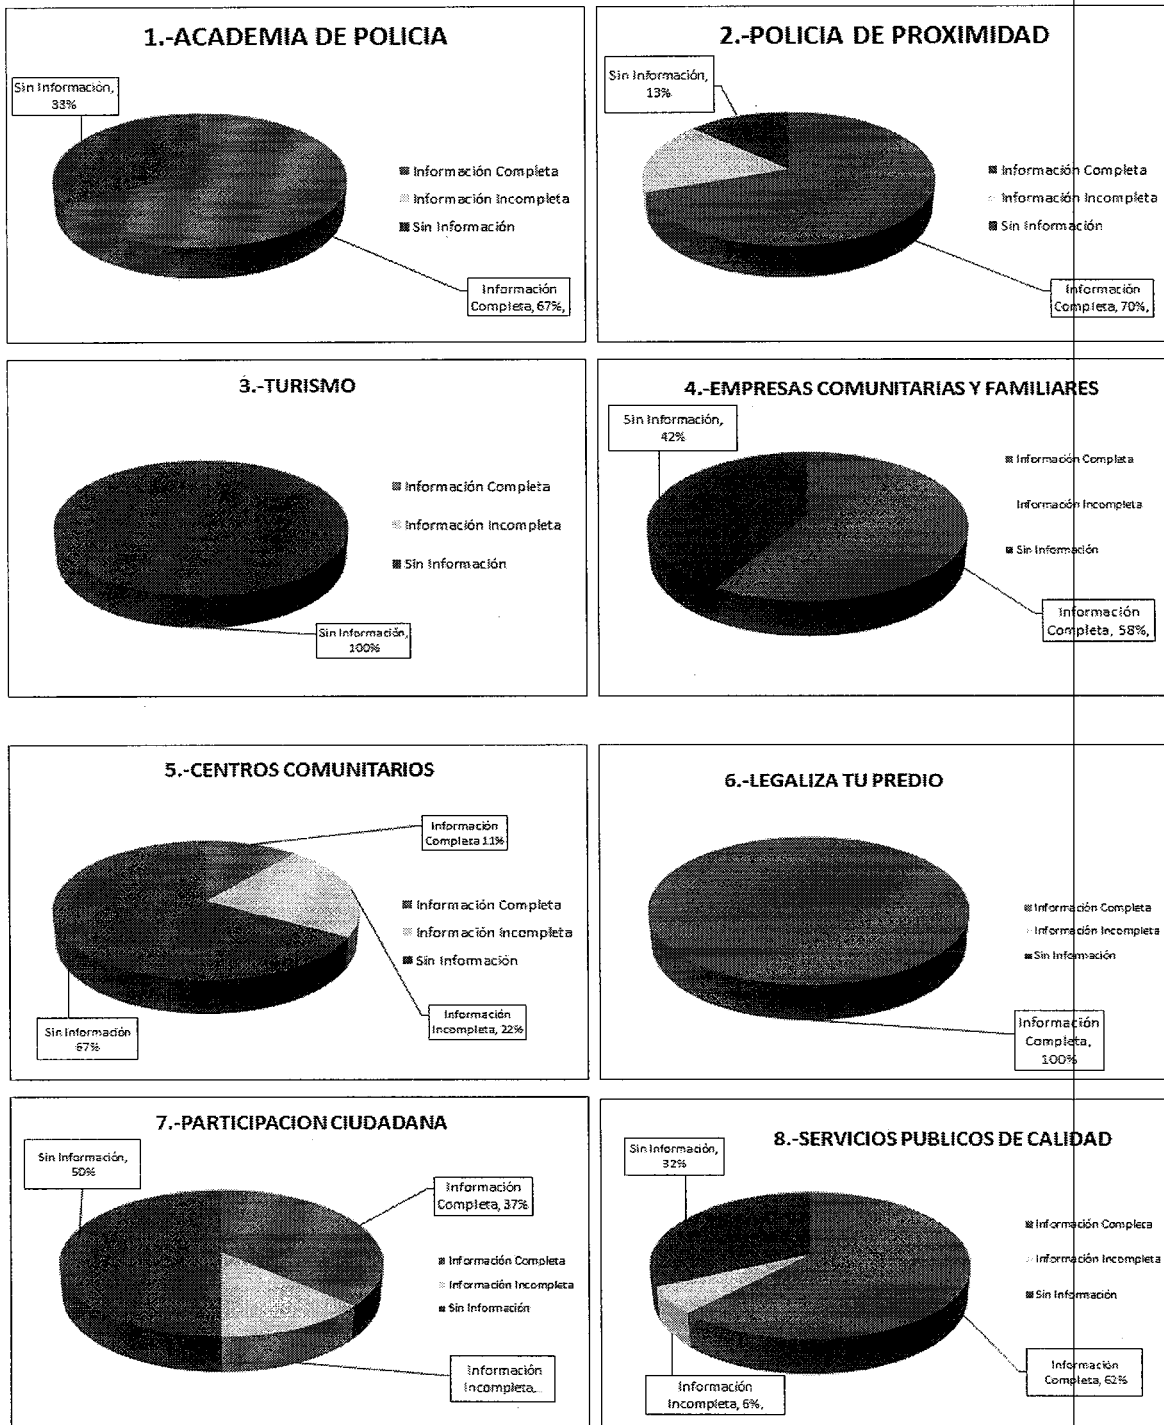 1.-ACADEMIA DE POLICIA
Sin Información,
33%
Información Completa
Información Incompleta
Sin Información
Información
Completa, 67%,
2.-POLICIA DE PROXIMIDAD
Sin Información,
13%
Información Completa
Información Incompleta
Sin Información
Información
Completa, 70%,
3.-TURISMO
Información Completa
Información Incompleta
Sin Información
Sin Información,
100%
4.-EMPRESAS COMUNITARIAS Y FAMILIARES
Sin Información,
42%
Información Completa
Información Incompleta
Sin Información
Información
Completa, 58%,
5.-CENTROS COMUNITARIOS
Información
Completa 11%
Información Completa
Información Incompleta
Sin Información
Información
Incompleta, 22%
Sin Información
67%
6.-LEGALIZA TU PREDIO
Información Completa
Información Incompleta
Sin Información
Información
Completa,
100%
7.-PARTICIPACION CIUDADANA
Sin Información,
50%
Información
Completa, 37%
Información Completa
Información Incompleta
Sin Información
Información
Incompleta,...
8.-SERVICIOS PUBLICOS DE CALIDAD
Sin Información,
32%
Información Completa
Información Incompleta
Sin Información
Información
Completa, 62%
Información
Incompleta, 6%,